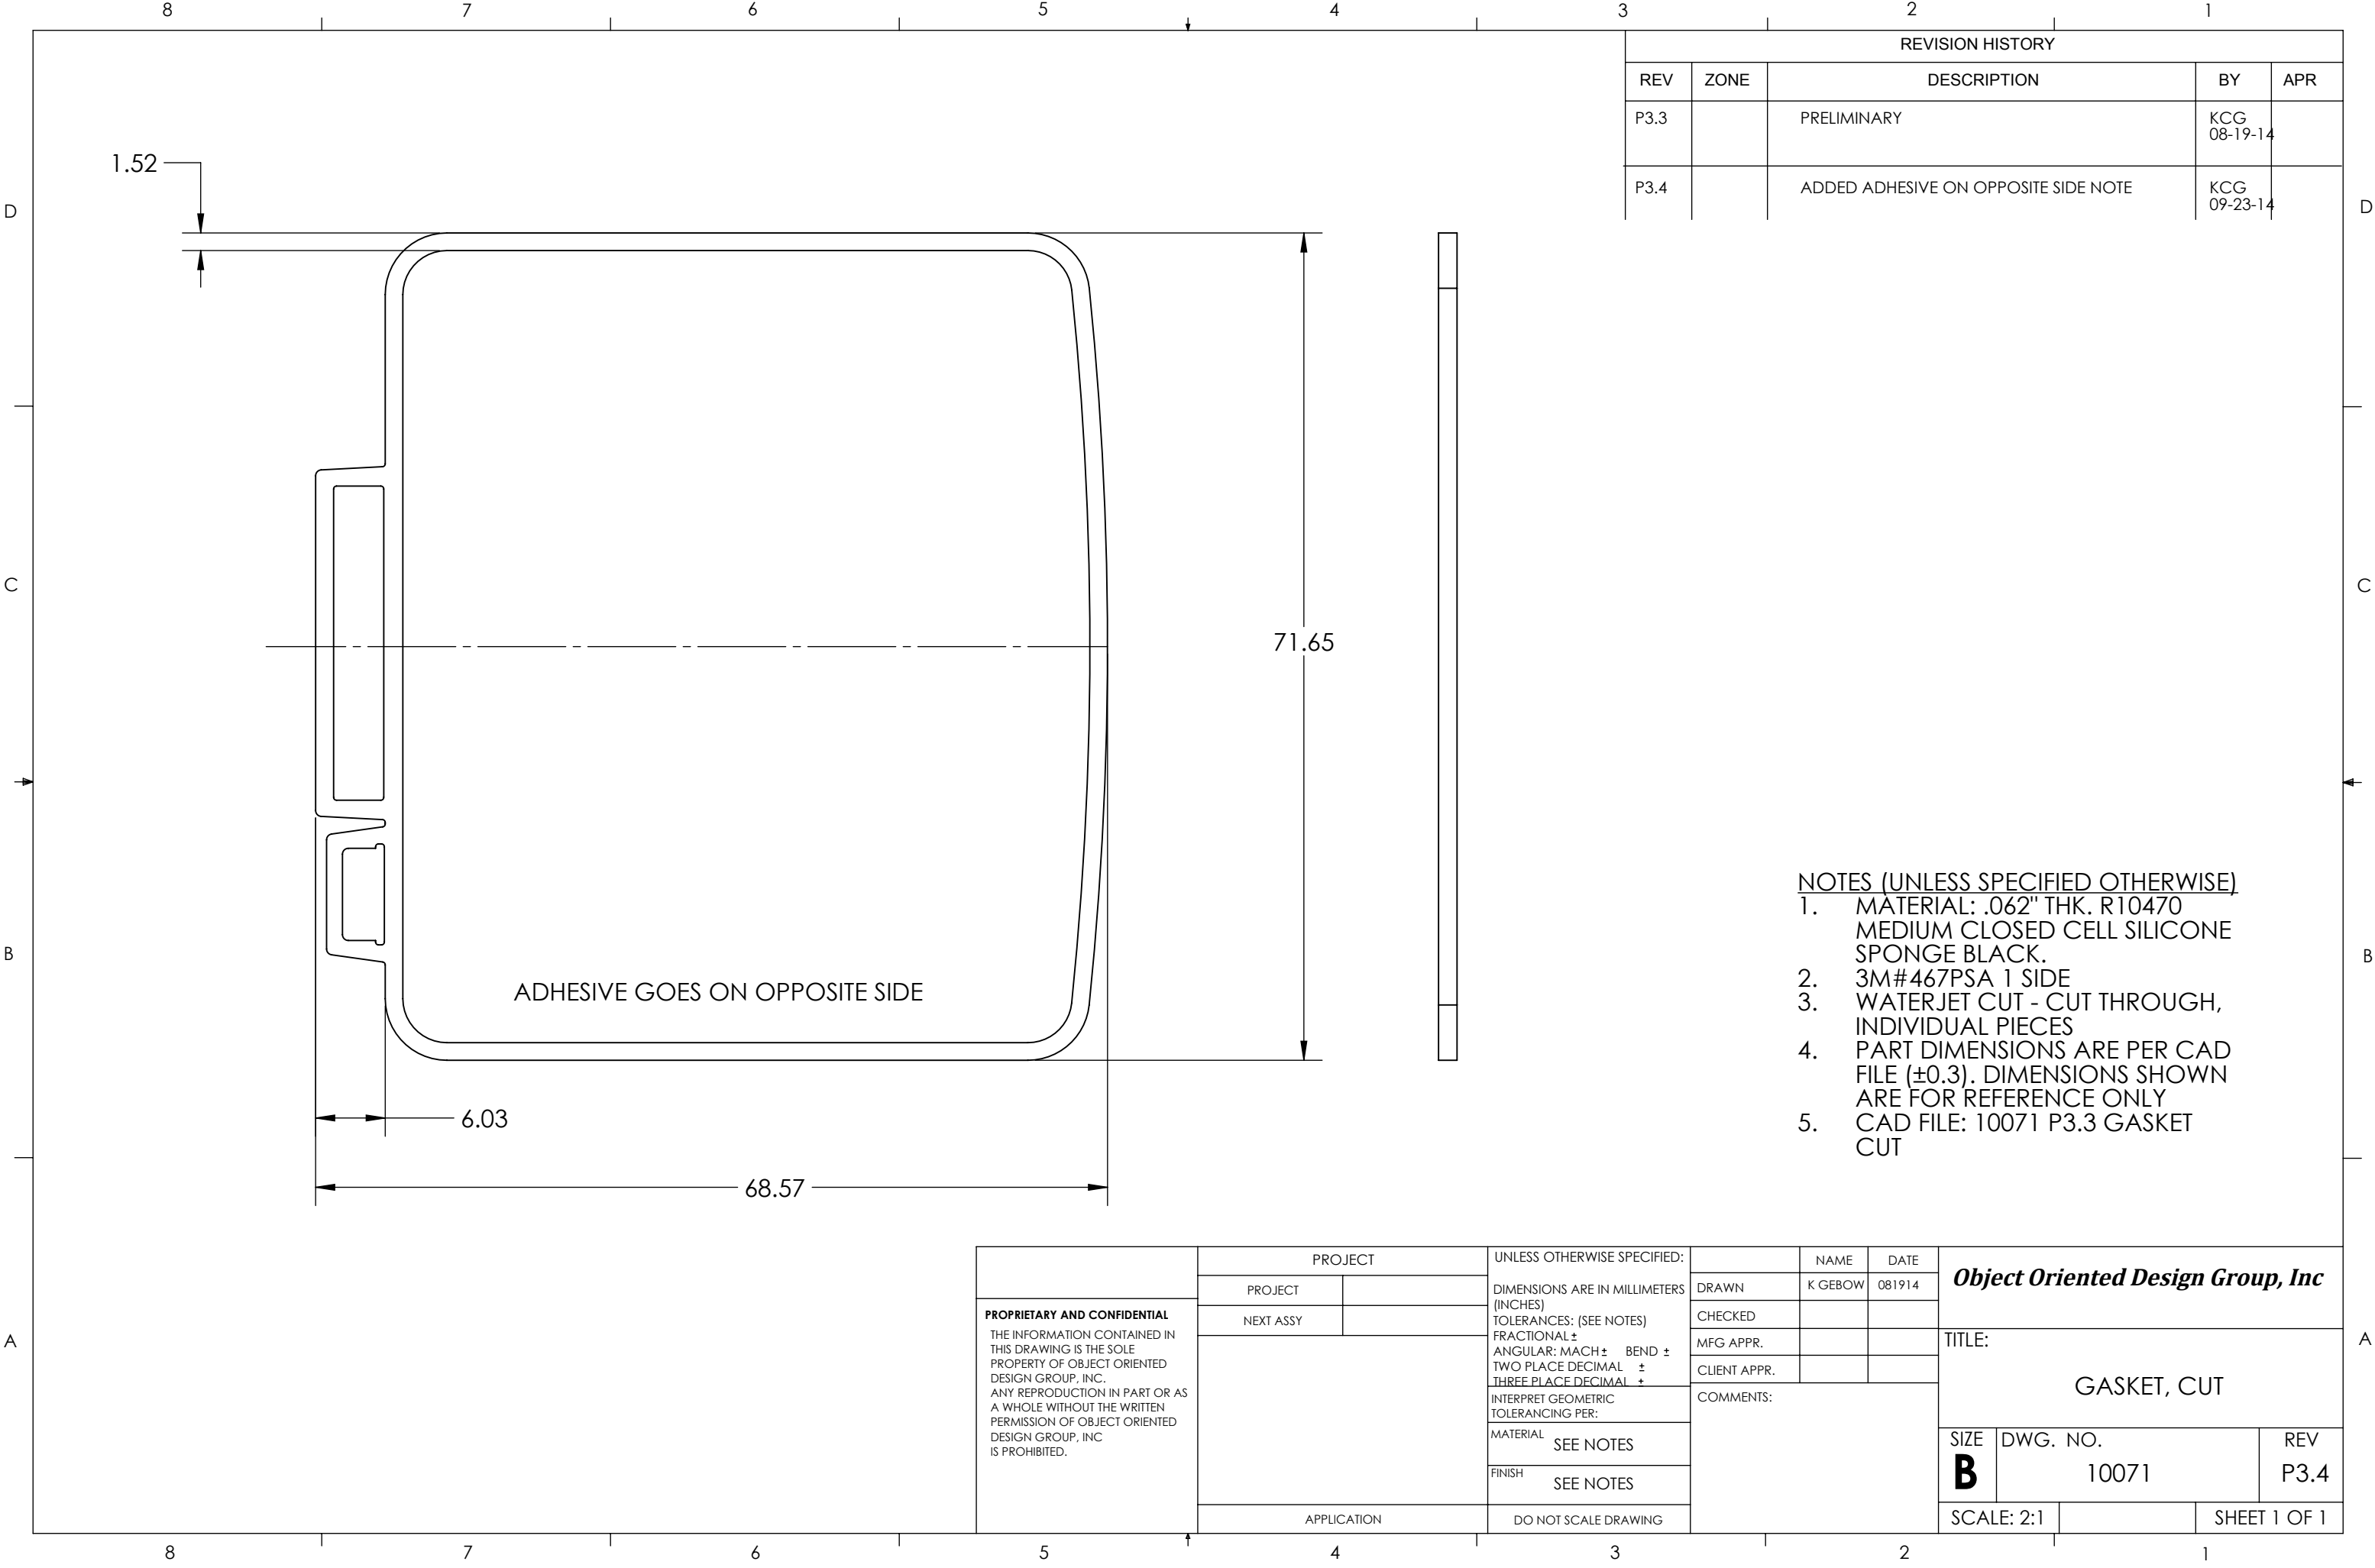 8 7 6 5 4 3 2 1
REVISION HISTORY
REV ZONE DESCRIPTION BY APR
P3.3 PRELIMINARY KCG
08-19-14
P3.4 ADDED ADHESIVE ON OPPOSITE SIDE NOTE KCG
09-23-14
1.52
D D
C C
71.65
B B
ADHESIVE GOES ON OPPOSITE SIDE
6.03
68.57
NOTES (UNLESS SPECIFIED OTHERWISE)
1. MATERIAL: .062" THK. R10470
MEDIUM CLOSED CELL SILICONE
SPONGE BLACK.
2. 3M#467PSA 1 SIDE
3. WATERJET CUT - CUT THROUGH,
INDIVIDUAL PIECES
4. PART DIMENSIONS ARE PER CAD
FILE (±0.3). DIMENSIONS SHOWN
ARE FOR REFERENCE ONLY
5. CAD FILE: 10071 P3.3 GASKET
CUT
A A
PROPRIETARY AND CONFIDENTIAL
THE INFORMATION CONTAINED IN
THIS DRAWING IS THE SOLE
PROPERTY OF OBJECT ORIENTED
DESIGN GROUP, INC.
ANY REPRODUCTION IN PART OR AS
A WHOLE WITHOUT THE WRITTEN
PERMISSION OF OBJECT ORIENTED
DESIGN GROUP, INC
IS PROHIBITED.
PROJECT
PROJECT
NEXT ASSY
APPLICATION
UNLESS OTHERWISE SPECIFIED:
DIMENSIONS ARE IN MILLIMETERS
(INCHES)
TOLERANCES: (SEE NOTES)
FRACTIONAL ±
ANGULAR: MACH ± BEND ±
TWO PLACE DECIMAL ±
THREE PLACE DECIMAL ±
INTERPRET GEOMETRIC
TOLERANCING PER:
MATERIAL
SEE NOTES
FINISH
SEE NOTES
DO NOT SCALE DRAWING
NAME DATE
DRAWN K GEBOW 081914
CHECKED
MFG APPR.
CLIENT APPR.
COMMENTS:
Object Oriented Design Group, Inc
TITLE:
GASKET, CUT
SIZE DWG. NO. REV
B 10071 P3.4
SCALE: 2:1 SHEET 1 OF 1
8 7 6 5 4 3 2 1